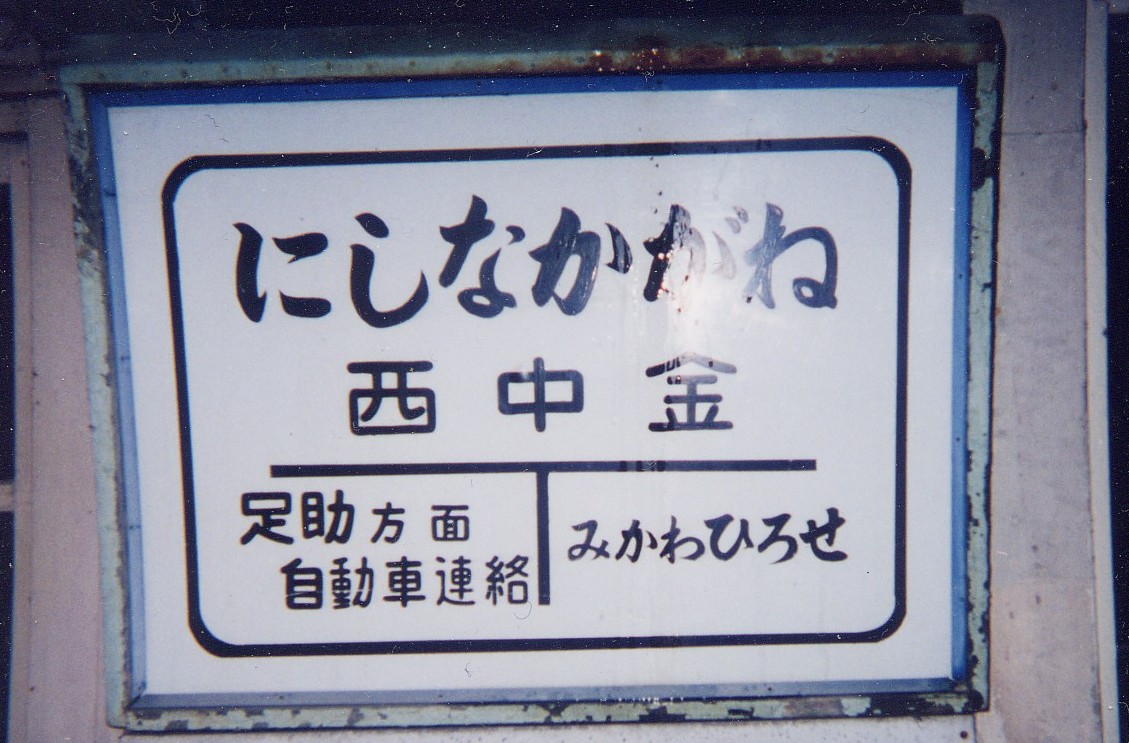 にしなかがね
西中金
足助方面
自動車連絡
みかわひろせ